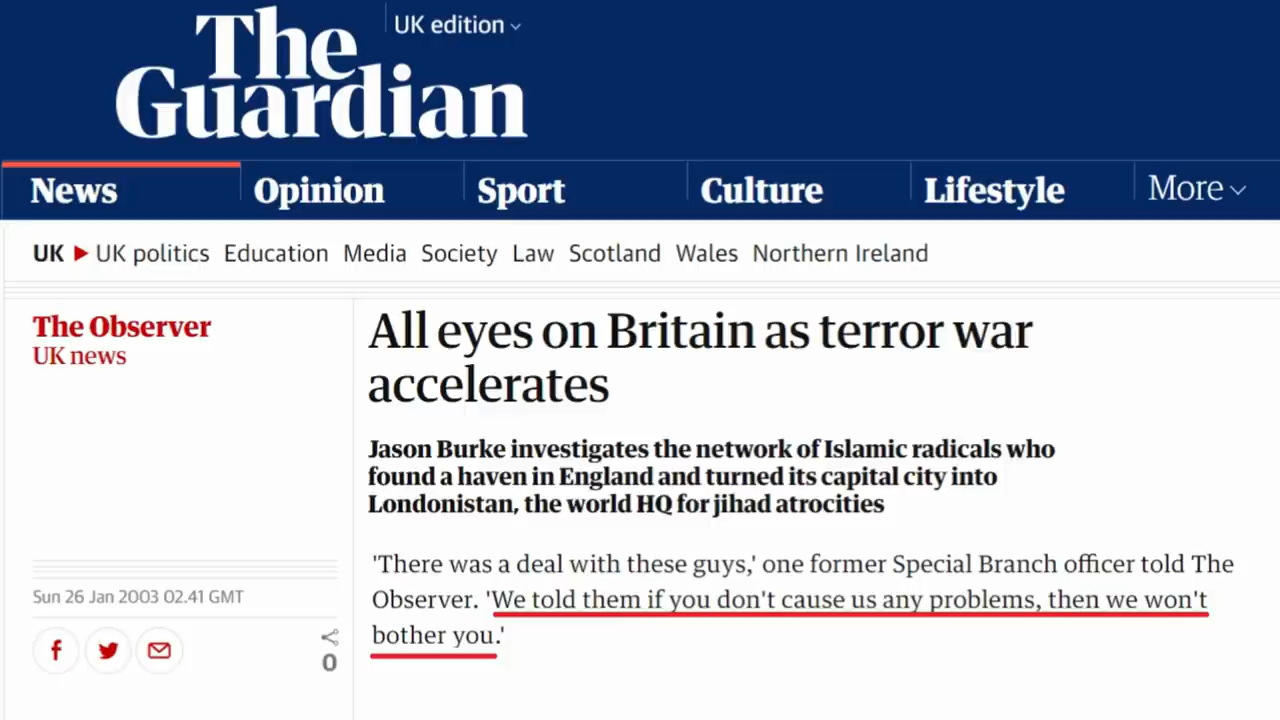 The
Guardian
UK edition
News Opinion Sport Culture Lifestyle More
UK UK politics Education Media Society Law Scotland Wales Northern Ireland
The Observer
UK news
All eyes on Britain as terror war
accelerates
Jason Burke investigates the network of Islamic radicals who
found a haven in England and turned its capital city into
Londonistan, the world HQ for jihad atrocities
'There was a deal with these guys,' one former Special Branch officer told The
Observer. 'We told them if you don't cause us any problems, then we won't
bother you.'
Sun 26 Jan 2003 02.41 GMT
0